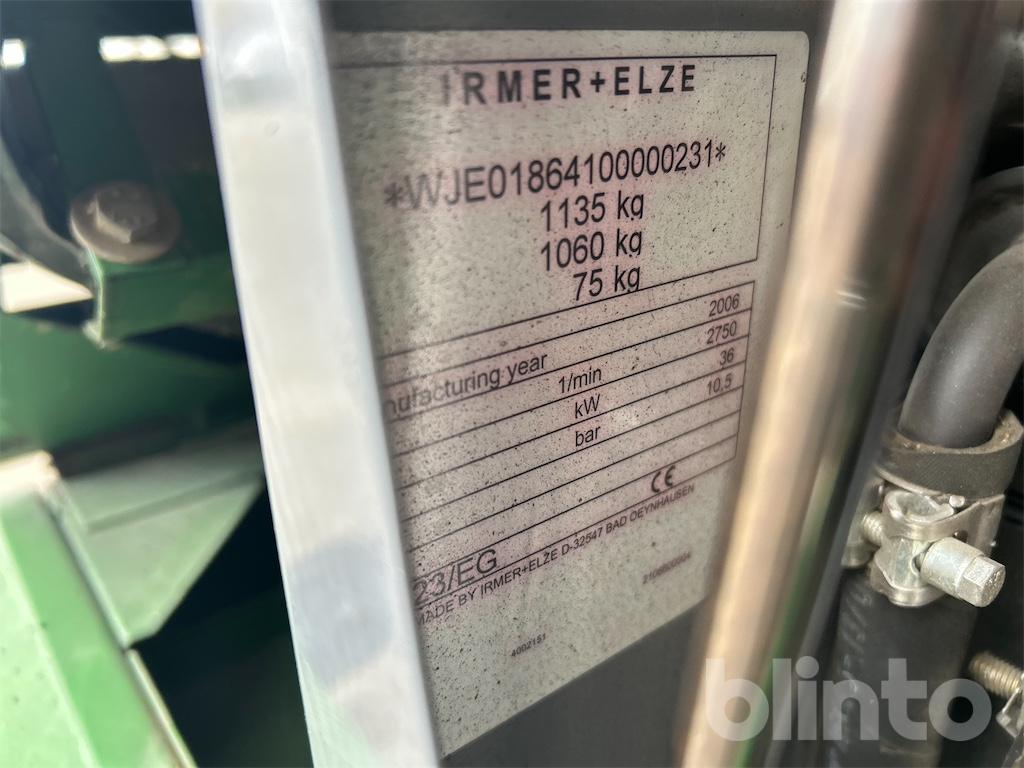 IRMER+ELZE
*WJE01864100000231*
1135 kg
1060 kg
75 kg
nufacturing year 2006
1/min 2750
kW 36
bar 10,5
CE
23/EG
MADE BY IRMER+ELZE D-32547 BAD OEYNHAUSEN
4002151
blinto